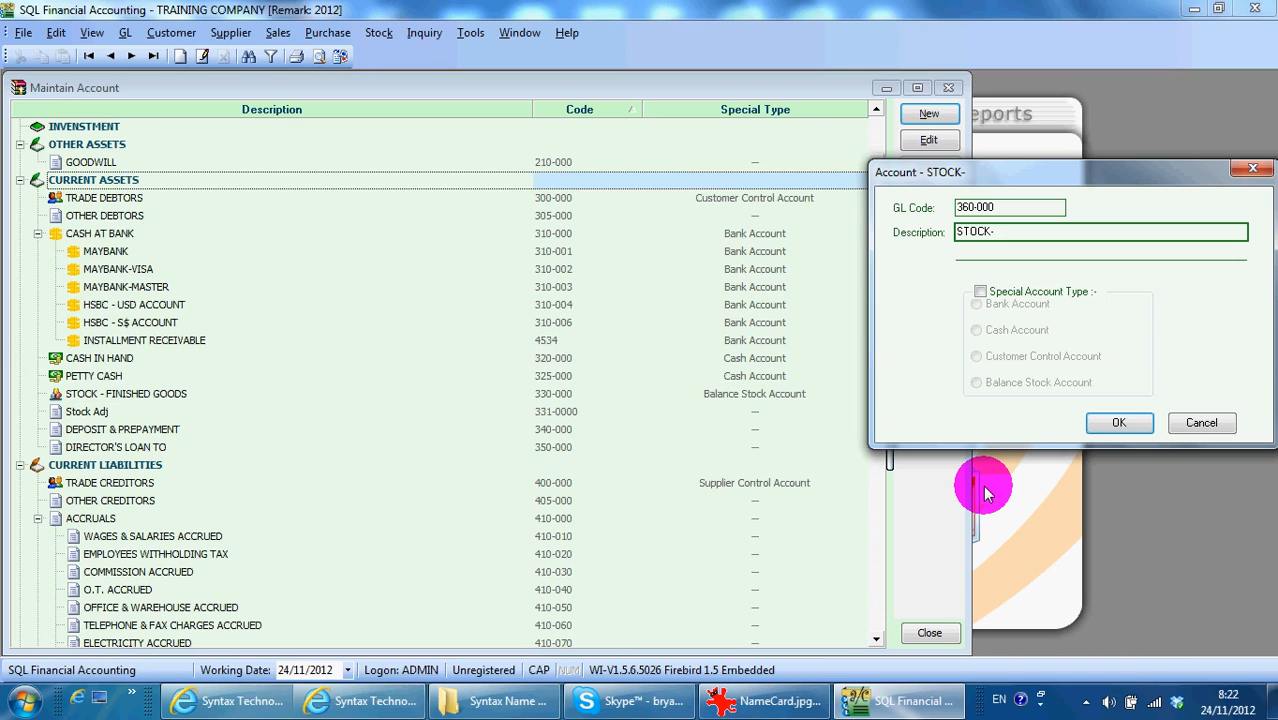 SQL Financial Accounting - TRAINING COMPANY [Remark: 2012]
File Edit View GL Customer Supplier Sales Purchase Stock Inquiry Tools Window Help
Maintain Account
Description Code Special Type
INVENSTMENT
OTHER ASSETS
GOODWILL 210-000 —
CURRENT ASSETS
TRADE DEBTORS 300-000 Customer Control Account
OTHER DEBTORS 305-000 —
CASH AT BANK 310-000 Bank Account
MAYBANK 310-001 Bank Account
MAYBANK-VISA 310-002 Bank Account
MAYBANK-MASTER 310-003 Bank Account
HSBC - USD ACCOUNT 310-004 Bank Account
HSBC - S$ ACCOUNT 310-006 Bank Account
INSTALLMENT RECEIVABLE 4534 Bank Account
CASH IN HAND 320-000 Cash Account
PETTY CASH 325-000 Cash Account
STOCK - FINISHED GOODS 330-000 Balance Stock Account
Stock Adj 331-0000 —
DEPOSIT & PREPAYMENT 340-000 —
DIRECTOR'S LOAN TO 350-000 —
CURRENT LIABILITIES
TRADE CREDITORS 400-000 Supplier Control Account
OTHER CREDITORS 405-000 —
ACCRUALS 410-000 —
WAGES & SALARIES ACCRUED 410-010 —
EMPLOYEES WITHHOLDING TAX 410-020 —
COMMISSION ACCRUED 410-030 —
O.T. ACCRUED 410-040 —
OFFICE & WAREHOUSE ACCRUED 410-050 —
TELEPHONE & FAX CHARGES ACCRUED 410-060 —
ELECTRICITY ACCRUED 410-070 —
New
Edit
Close
eports
Account - STOCK-
GL Code: 360-000
Description: STOCK-
Special Account Type :-
Bank Account
Cash Account
Customer Control Account
Balance Stock Account
OK Cancel
SQL Financial Accounting Working Date: 24/11/2012 Logon: ADMIN Unregistered CAP NUM WI-V1.5.6.5026 Firebird 1.5 Embedded
Syntax Techno... Syntax Techno... Syntax Name ... Skype™ - brya... NameCard.jpg... SQL Financial ... EN 8:22
24/11/2012